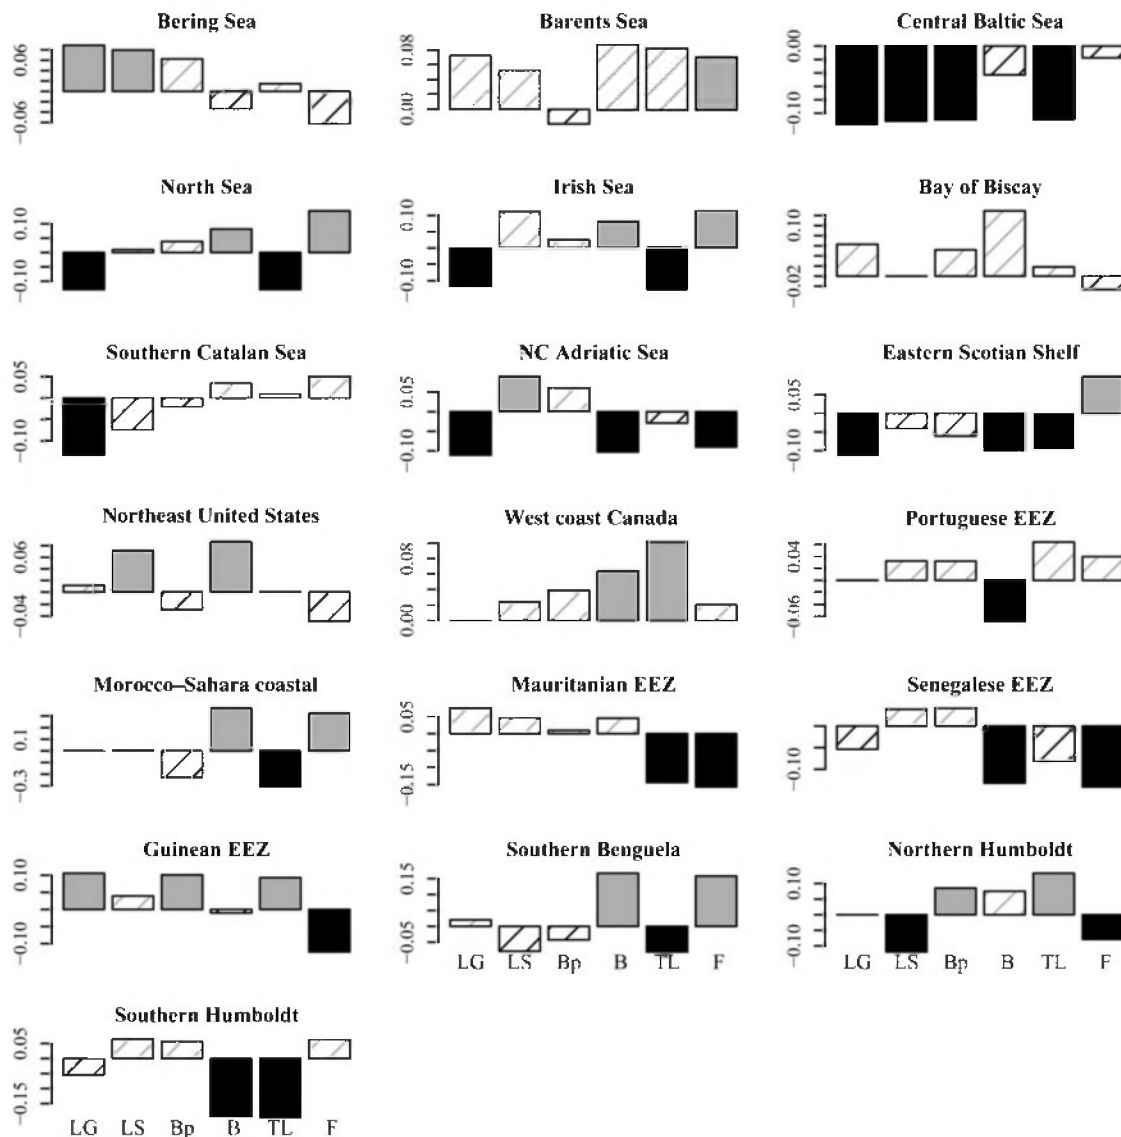 Bering Sea Barents Sea Central Baltic Sea
0.06 -0.06 0.08 0.00 0.00 -0.10
North Sea Irish Sea Bay of Biscay
0.10 -0.10 0.10 -0.10 0.10 -0.02
Southern Catalan Sea NC Adriatic Sea Eastern Scotian Shelf
0.05 -0.10 0.05 -0.10 0.05 -0.10
Northeast United States West coast Canada Portuguese EEZ
0.06 -0.04 0.08 0.00 0.04 -0.06
Morocco–Sahara coastal Mauritanian EEZ Senegalese EEZ
0.1 -0.3 0.05 -0.15 -0.10
Guinean EEZ Southern Benguela Northern Humboldt
0.10 -0.10 0.15 -0.05 0.10 -0.10
LG LS Bp B TL F LG LS Bp B TL F
Southern Humboldt
0.05 -0.15
LG LS Bp B TL F